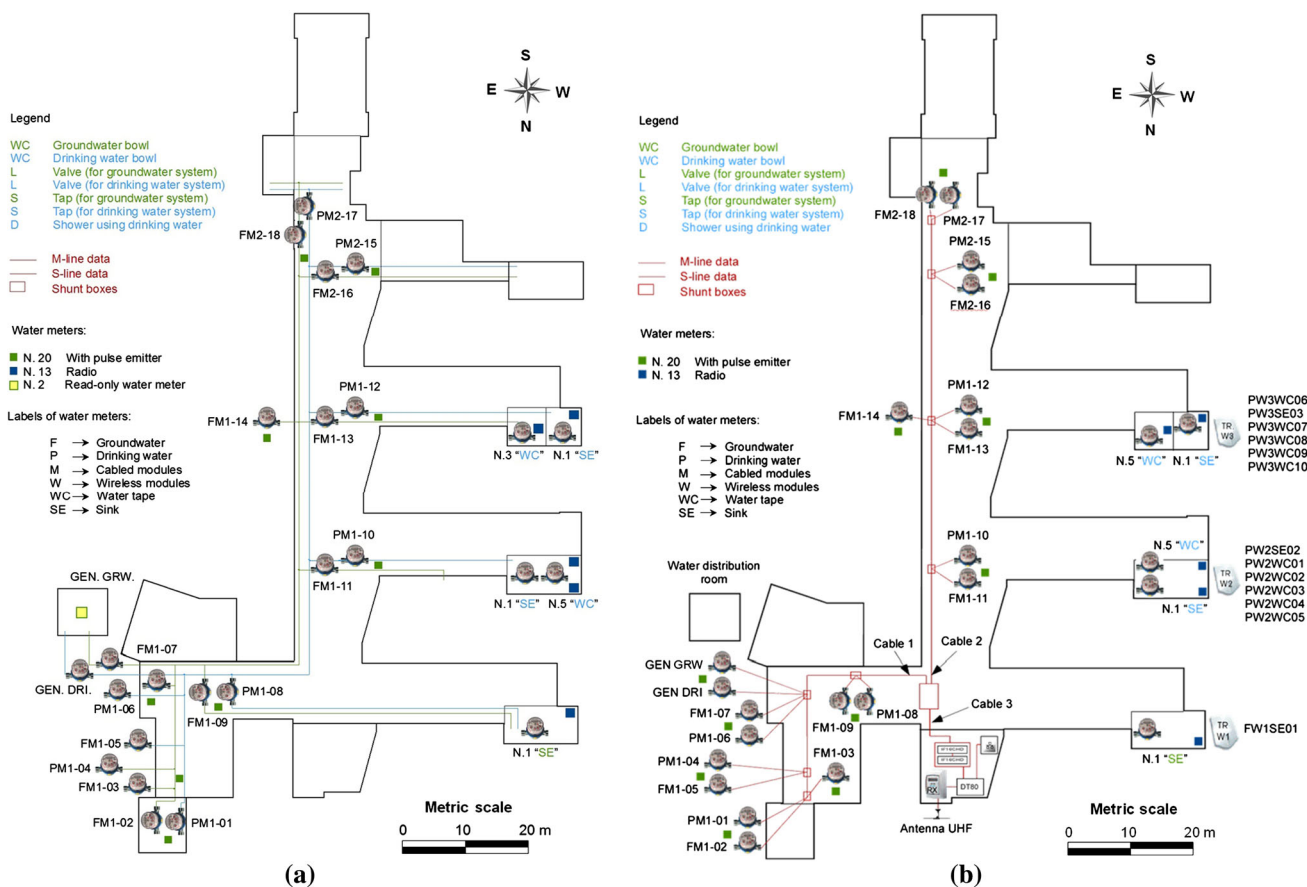 S
E
W
N
Legend
WC Groundwater bowl
WC Drinking water bowl
L Valve (for groundwater system)
L Valve (for drinking water system)
S Tap (for groundwater system)
S Tap (for drinking water system)
D Shower using drinking water
M-line data
S-line data
Shunt boxes
Water meters:
N. 20 With pulse emitter
N. 13 Radio
N. 2 Read-only water meter
Labels of water meters:
F → Groundwater
P → Drinking water
M → Cabled modules
W → Wireless modules
WC → Water tape
SE → Sink
PM2-17
FM2-18
PM2-15
FM2-16
PM1-12
FM1-14
FM1-13
N.3 “WC” N.1 “SE”
PM1-10
FM1-11
N.1 “SE” N.5 “WC”
GEN. GRW.
FM1-07
GEN. DRI.
PM1-06
PM1-08
FM1-09
FM1-05
PM1-04
FM1-03
FM1-02
PM1-01
N.1 “SE”
Metric scale
0 10 20 m
(a)
S
E
W
N
Legend
WC Groundwater bowl
WC Drinking water bowl
L Valve (for groundwater system)
L Valve (for drinking water system)
S Tap (for groundwater system)
S Tap (for drinking water system)
D Shower using drinking water
M-line data
S-line data
Shunt boxes
Water meters:
N. 20 With pulse emitter
N. 13 Radio
Labels of water meters:
F → Groundwater
P → Drinking water
M → Cabled modules
W → Wireless modules
WC → Water tape
SE → Sink
FM2-18
PM2-17
PM2-15
FM2-16
PM1-12
FM1-14
FM1-13
N.5 “WC” N.1 “SE”
TR
W3
PW3WC06
PW3SE03
PW3WC07
PW3WC08
PW3WC09
PW3WC10
PM1-10
FM1-11
N.5 “WC”
N.1 “SE”
TR
W2
PW2SE02
PW2WC01
PW2WC02
PW2WC03
PW2WC04
PW2WC05
Water distribution
room
Cable 1
Cable 2
Cable 3
GEN GRW
GEN DRI
FM1-07
PM1-06
FM1-09
PM1-08
PM1-04
FM1-05
FM1-03
PM1-01
FM1-02
RX
DT80
Antenna UHF
N.1 “SE”
TR
W1
FW1SE01
Metric scale
0 10 20 m
(b)